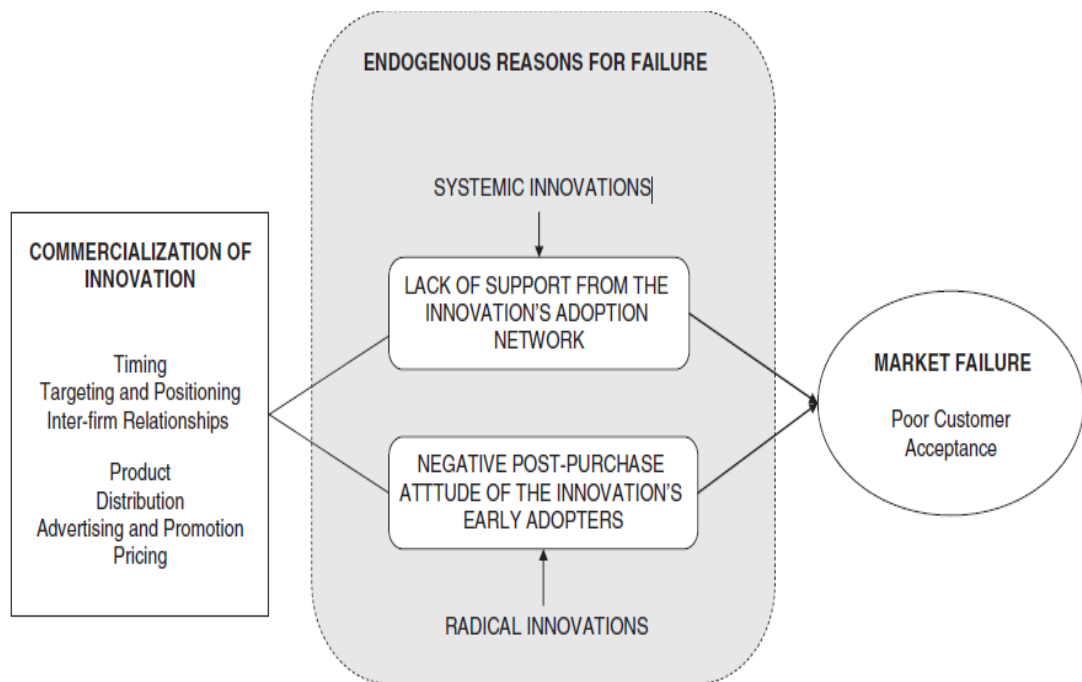 ENDOGENOUS REASONS FOR FAILURE
SYSTEMIC INNOVATIONS
COMMERCIALIZATION OF
INNOVATION
Timing
Targeting and Positioning
Inter-firm Relationships
Product
Distribution
Advertising and Promotion
Pricing
LACK OF SUPPORT FROM THE
INNOVATION'S ADOPTION
NETWORK
NEGATIVE POST-PURCHASE
ATTTUDE OF THE INNOVATION'S
EARLY ADOPTERS
RADICAL INNOVATIONS
MARKET FAILURE
Poor Customer
Acceptance